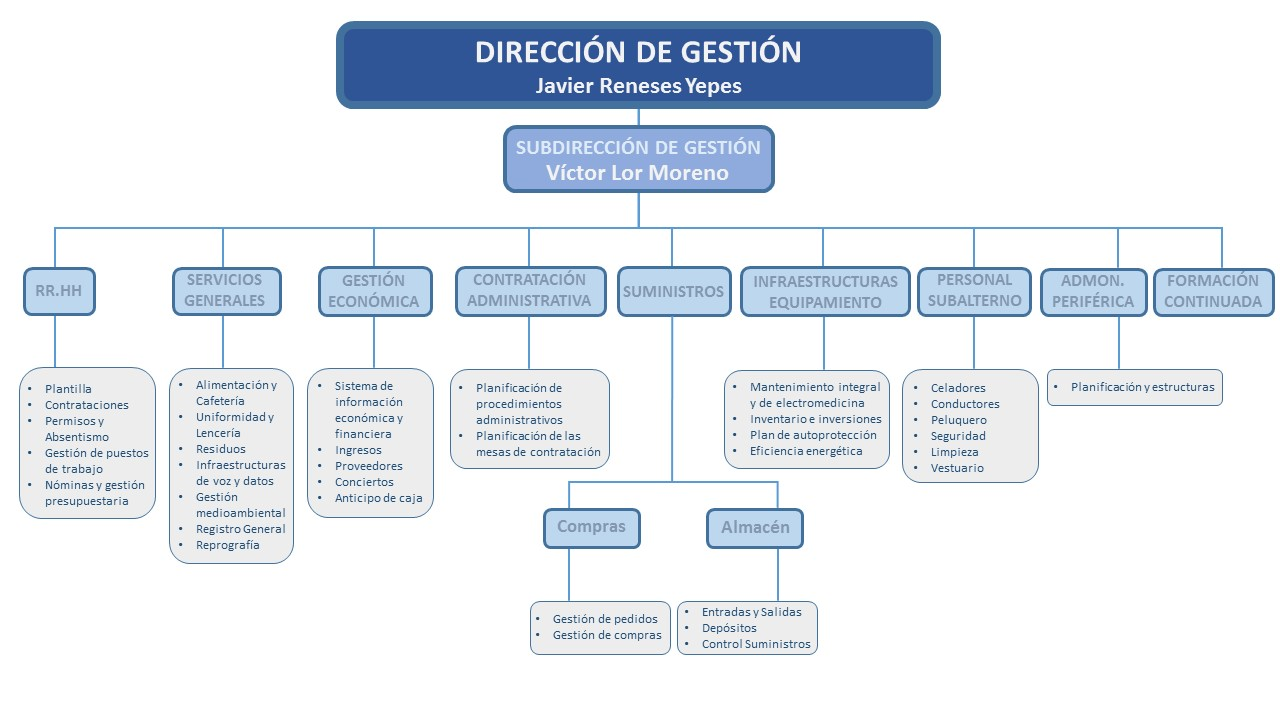 DIRECCIÓN DE GESTIÓN
Javier Reneses Yepes
SUBDIRECCIÓN DE GESTIÓN
Víctor Lor Moreno
RR.HH
SERVICIOS
GENERALES
GESTIÓN
ECONÓMICA
CONTRATACIÓN
ADMINISTRATIVA
SUMINISTROS
INFRAESTRUCTURAS
EQUIPAMIENTO
PERSONAL
SUBALTERNO
ADMON.
PERIFÉRICA
FORMACIÓN
CONTINUADA
• Plantilla
• Contrataciones
• Permisos y
Absentismo
• Gestión de puestos
de trabajo
• Nóminas y gestión
presupuestaria
• Alimentación y
Cafetería
• Uniformidad y
Lencería
• Residuos
• Infraestructuras
de voz y datos
• Gestión
medioambiental
• Registro General
• Reprografía
• Sistema de
información
económica y
financiera
• Ingresos
• Proveedores
• Conciertos
• Anticipo de caja
• Planificación de
procedimientos
administrativos
• Planificación de las
mesas de contratación
• Mantenimiento integral
y de electromedicina
• Inventario e inversiones
• Plan de autoprotección
• Eficiencia energética
• Celadores
• Conductores
• Peluquero
• Seguridad
• Limpieza
• Vestuario
• Planificación y estructuras
Compras
Almacén
• Gestión de pedidos
• Gestión de compras
• Entradas y Salidas
• Depósitos
• Control Suministros